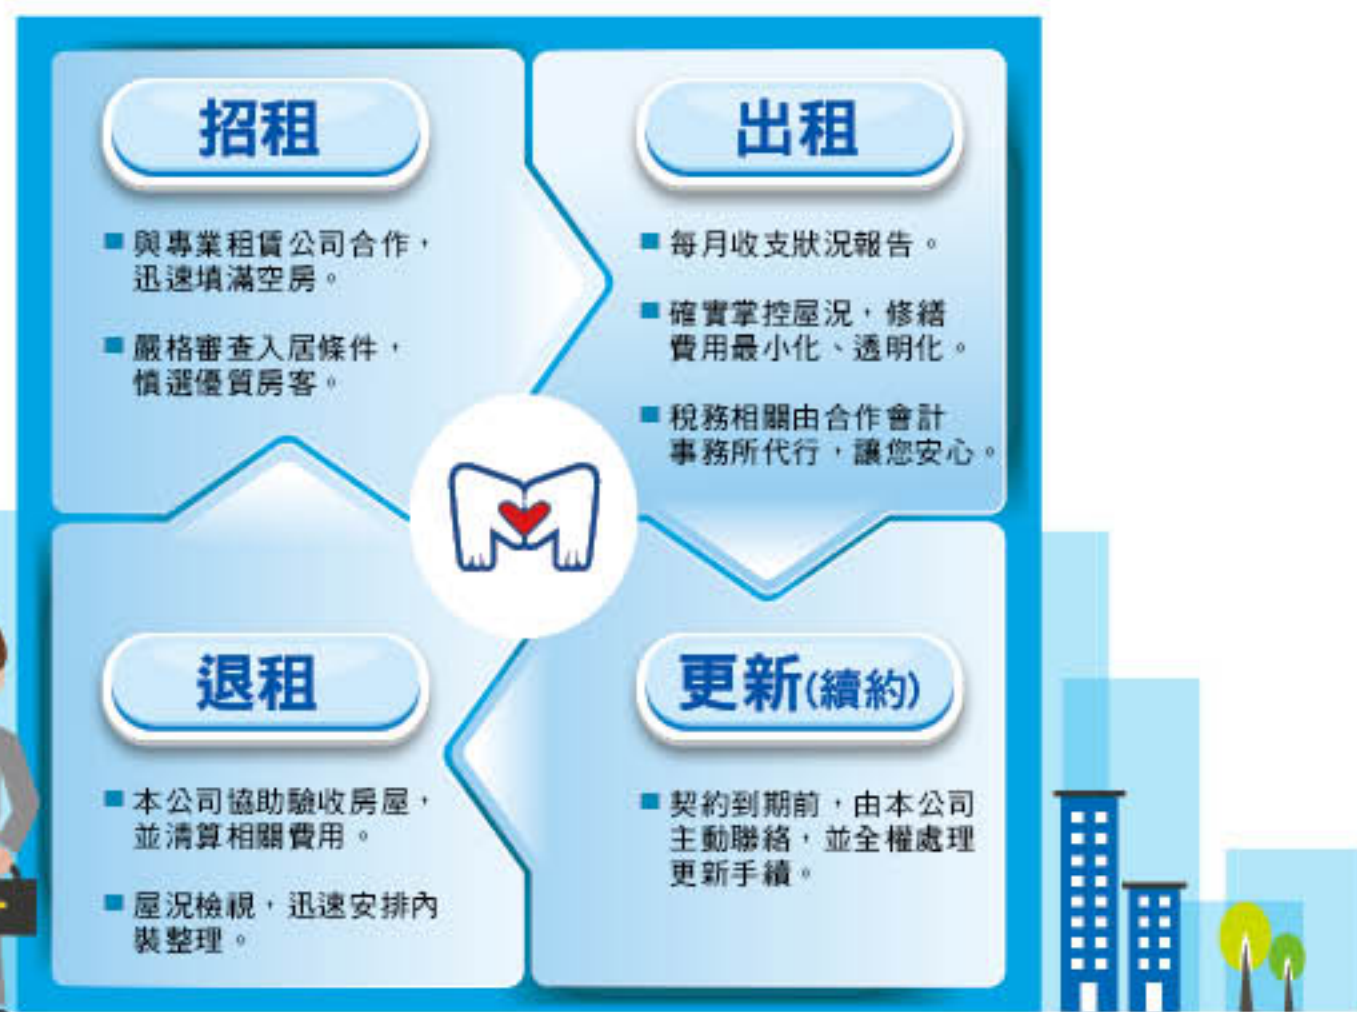 招租
與專業租賃公司合作，
迅速填滿空房。
嚴格審查入居條件，
慎選優質房客。
出租
每月收支狀況報告。
確實掌控屋況，修繕
費用最小化、透明化。
稅務相關由合作會計
事務所代行，讓您安心。
退租
本公司協助驗收房屋，
並清算相關費用。
屋況檢視，迅速安排內
裝整理。
更新(續約)
契約到期前，由本公司
主動聯絡，並全權處理
更新手續。